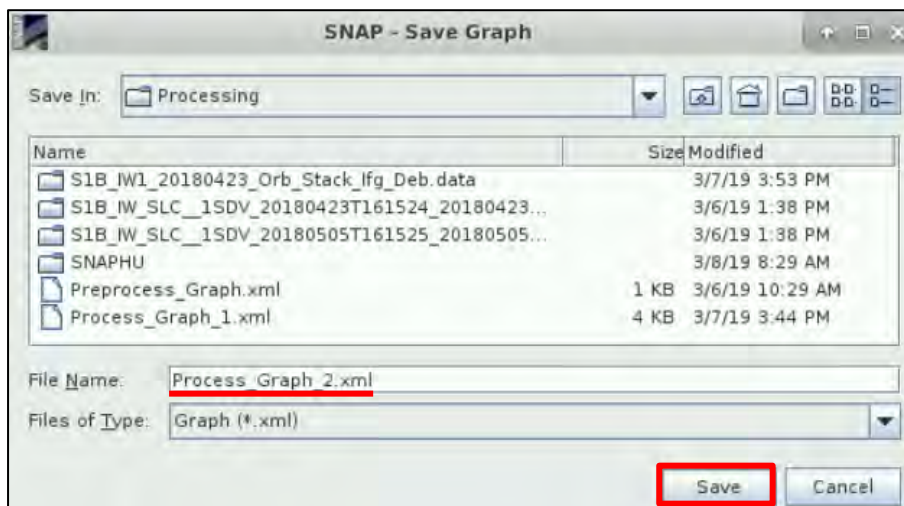 SNAP - Save Graph
Save In: Processing
Name Size Modified
S1B_IW1_20180423_Orb_Stack_Ifg_Deb.data 3/7/19 3:53 PM
S1B_IW_SLC__1SDV_20180423T161524_20180423... 3/6/19 1:38 PM
S1B_IW_SLC__1SDV_20180505T161525_20180505... 3/6/19 1:38 PM
SNAPHU 3/8/19 8:29 AM
Preprocess_Graph.xml 1 KB 3/6/19 10:29 AM
Process_Graph_1.xml 4 KB 3/7/19 3:44 PM
File Name: Process_Graph_2.xml
Files of Type: Graph (*.xml)
Save Cancel